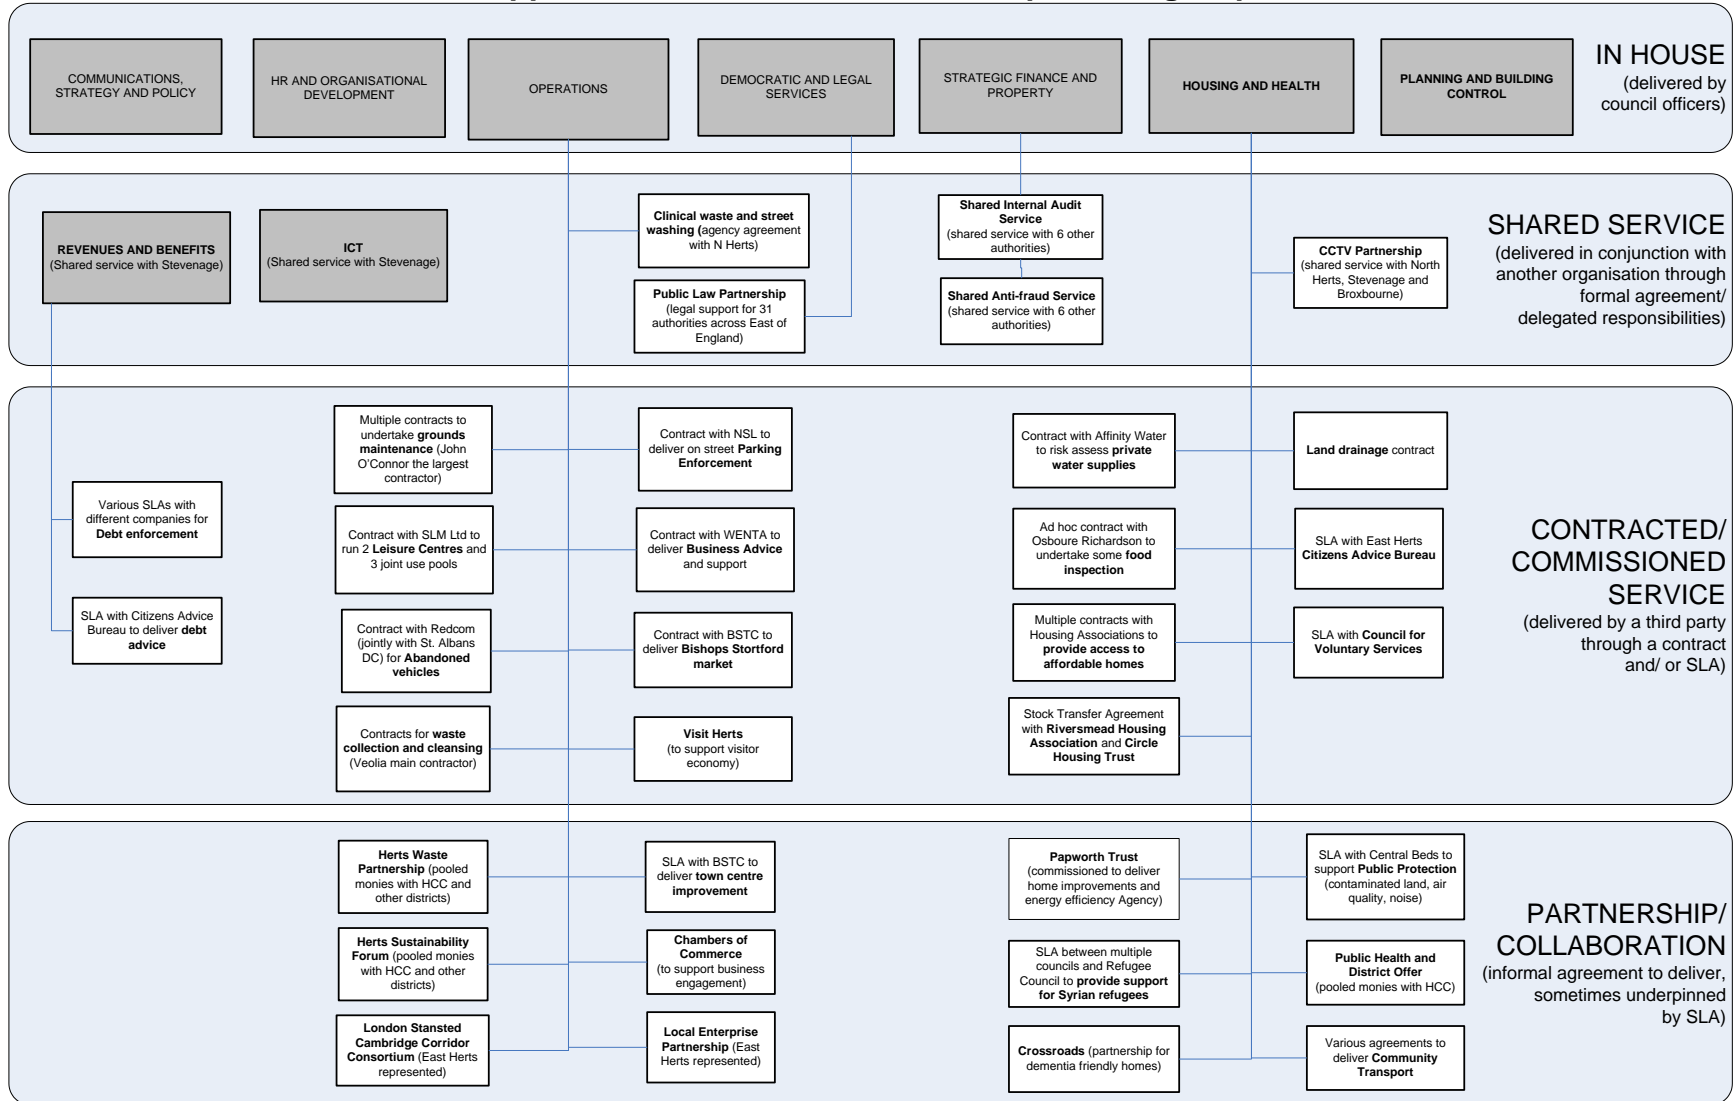 COMMUNICATIONS,
STRATEGY AND POLICY
HR AND ORGANISATIONAL
DEVELOPMENT
OPERATIONS
DEMOCRATIC AND LEGAL
SERVICES
STRATEGIC FINANCE AND
PROPERTY
HOUSING AND HEALTH
PLANNING AND BUILDING
CONTROL
IN HOUSE
(delivered by
council officers)
REVENUES AND BENEFITS
(Shared service with Stevenage)
ICT
(Shared service with Stevenage)
Clinical waste and street
washing (agency agreement
with N Herts)
Public Law Partnership
(legal support for 31
authorities across East of
England)
Shared Internal Audit
Service
(shared service with 6 other
authorities)
Shared Anti-fraud Service
(shared service with 6 other
authorities)
CCTV Partnership
(shared service with North
Herts, Stevenage and
Broxbourne)
SHARED SERVICE
(delivered in conjunction with
another organisation through
formal agreement/
delegated responsibilities)
Various SLAs with
different companies for
Debt enforcement
SLA with Citizens Advice
Bureau to deliver debt
advice
Multiple contracts to
undertake grounds
maintenance (John
O'Connor the largest
contractor)
Contract with NSL to
deliver on street Parking
Enforcement
Contract with SLM Ltd to
run 2 Leisure Centres and
3 joint use pools
Contract with WENTA to
deliver Business Advice
and support
Contract with Redcom
(jointly with St. Albans
DC) for Abandoned
vehicles
Contract with BSTC to
deliver Bishops Stortford
market
Contracts for waste
collection and cleansing
(Veolia main contractor)
Visit Herts
(to support visitor
economy)
Contract with Affinity Water
to risk assess private
water supplies
Land drainage contract
Ad hoc contract with
Osboure Richardson to
undertake some food
inspection
SLA with East Herts
Citizens Advice Bureau
Multiple contracts with
Housing Associations to
provide access to
affordable homes
SLA with Council for
Voluntary Services
Stock Transfer Agreement
with Riversmead Housing
Association and Circle
Housing Trust
CONTRACTED/
COMMISSIONED
SERVICE
(delivered by a third party
through a contract
and/ or SLA)
Herts Waste
Partnership (pooled
monies with HCC and
other districts)
SLA with BSTC to
deliver town centre
improvement
Herts Sustainability
Forum (pooled monies
with HCC and other
districts)
Chambers of
Commerce
(to support business
engagement)
London Stansted
Cambridge Corridor
Consortium (East Herts
represented)
Local Enterprise
Partnership (East
Herts represented)
Papworth Trust
(commissioned to deliver
home improvements and
energy efficiency Agency)
SLA with Central Beds to
support Public Protection
(contaminated land, air
quality, noise)
SLA between multiple
councils and Refugee
Council to provide support
for Syrian refugees
Public Health and
District Offer
(pooled monies with HCC)
Crossroads (partnership for
dementia friendly homes)
Various agreements to
deliver Community
Transport
PARTNERSHIP/
COLLABORATION
(informal agreement to deliver,
sometimes underpinned
by SLA)